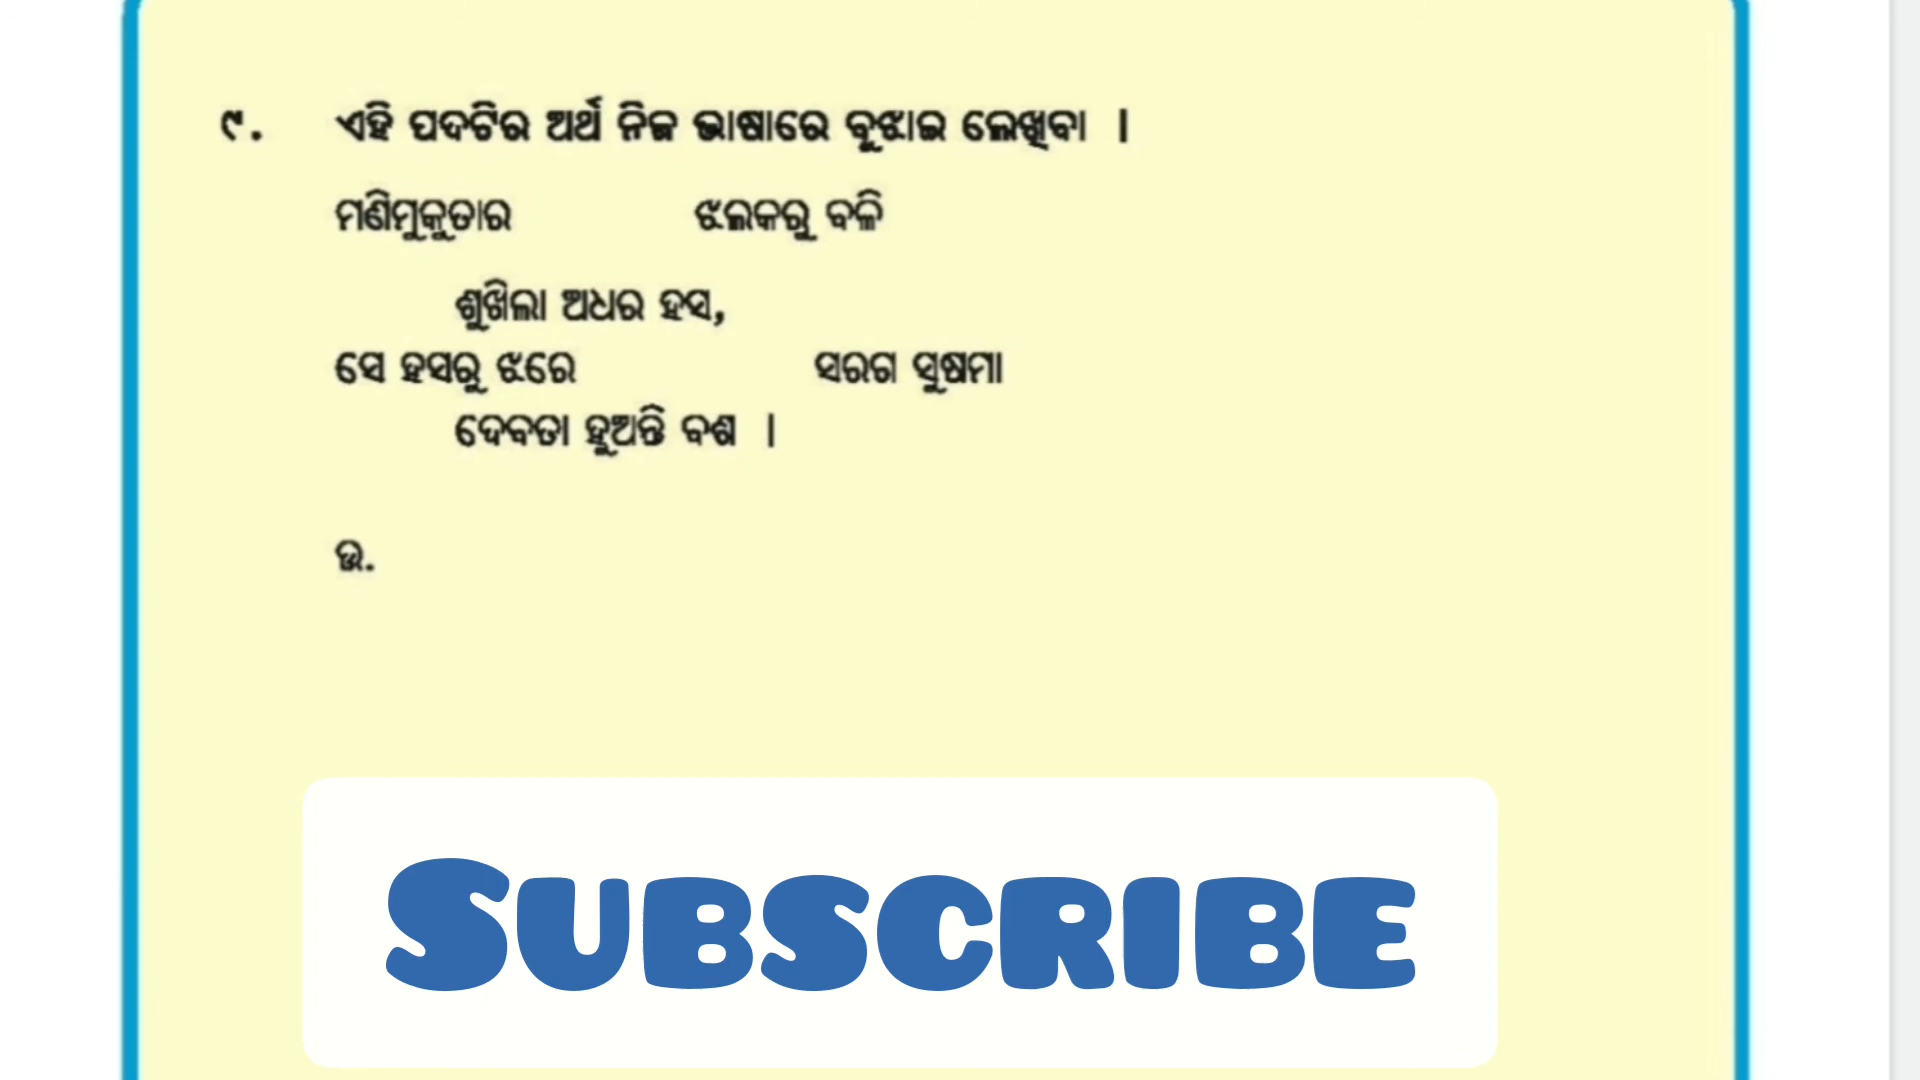 ୯. ଏହି ପଦଟିର ଅର୍ଥ ନିଜ ଭାଷାରେ ବୁଝାଇ ଲେଖିବା ।
ମଣିମୁକୁତାର ଝଲକରୁ ବଳି
ଶୁଖିଲା ଅଧର ହସ,
ସେ ହସରୁ ଝରେ ସରଗ ସୁଷମା
ଦେବତା ହୁଅନ୍ତି ବଶ ।
ଉ.
SUBSCRIBE